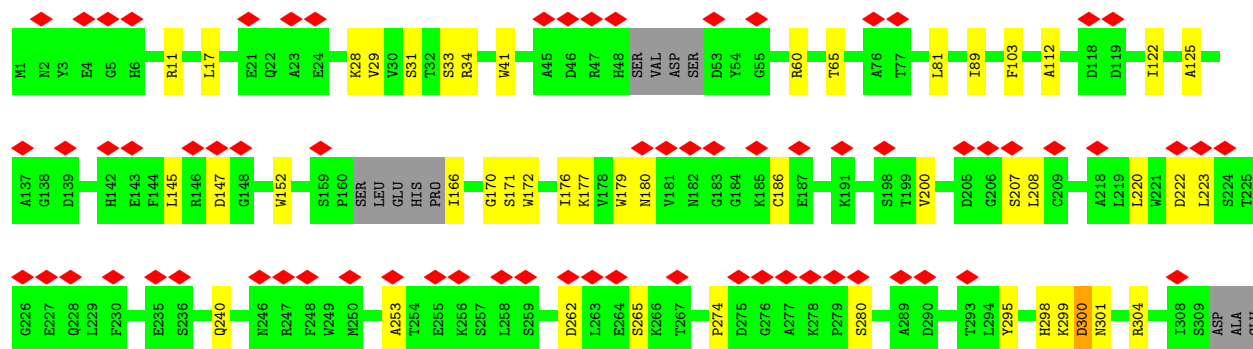 M1 N2 Y3 E4 G5 H6 R11 L17 E21 Q22 A23 E24 K28 V29 V30 S31 T32 S33 R34 W41 A45 D46 R47 H48 SER VAL ASP SER D53 Y54 G55 R60 T65 A76 T77 L81 I89 F103 A112 D118 D119 I122 A125
A137 G138 D139 H142 E143 F144 L145 R146 D147 G148 W152 S159 P160 SER LEU GLU HIS PRO I166 G170 S171 W172 I176 K177 V178 W179 N180 V181 N182 G183 G184 K185 C186 E187 K191 S198 T199 V200 D205 G206 S207 L208 C209 A218 L219 L220 W221 D222 L223 S224 T225
G226 E227 Q228 L229 F230 E235 S236 Q240 N246 R247 F248 W249 M250 A253 T254 E255 K256 S257 L258 S259 D262 L263 E264 S265 K266 T267 P274 D275 G276 A277 K278 P279 S280 A289 D290 T293 L294 Y295 H298 K299 D300 N301 R304 I308 S309 ASP ALA GLU